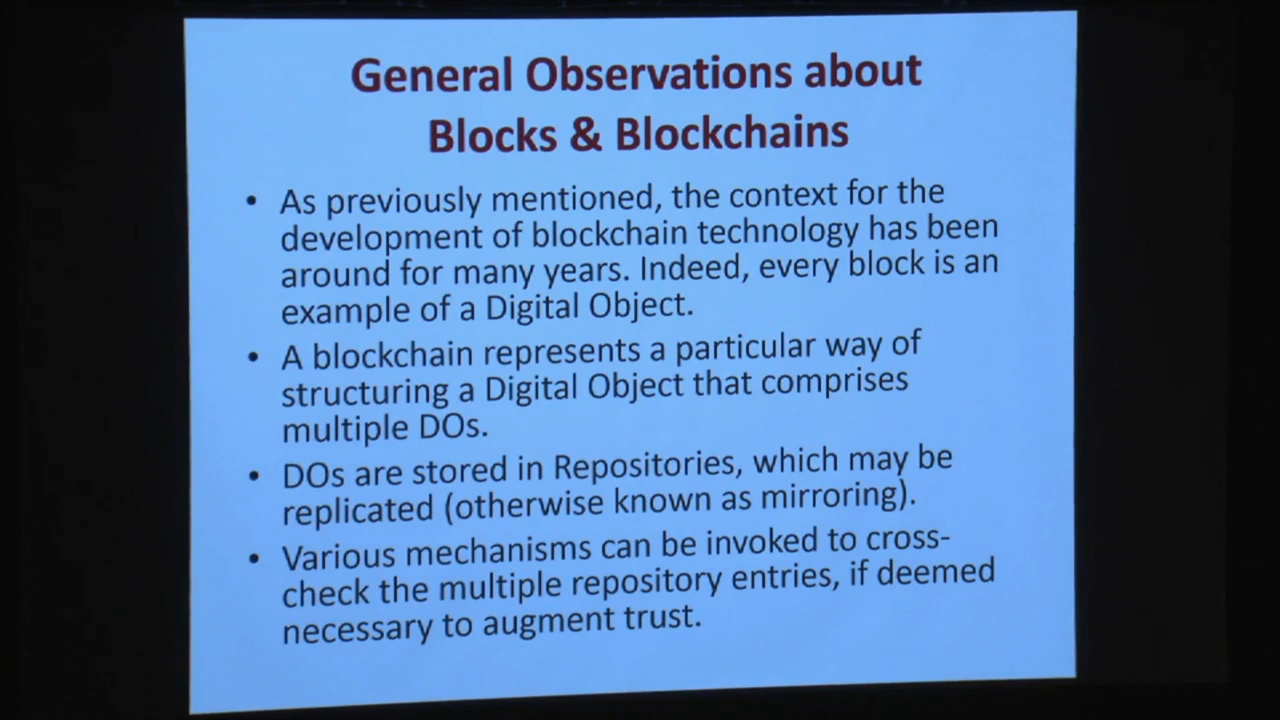 General Observations about
Blocks & Blockchains
• As previously mentioned, the context for the
development of blockchain technology has been
around for many years. Indeed, every block is an
example of a Digital Object.
• A blockchain represents a particular way of
structuring a Digital Object that comprises
multiple DOs.
• DOs are stored in Repositories, which may be
replicated (otherwise known as mirroring).
• Various mechanisms can be invoked to cross-
check the multiple repository entries, if deemed
necessary to augment trust.